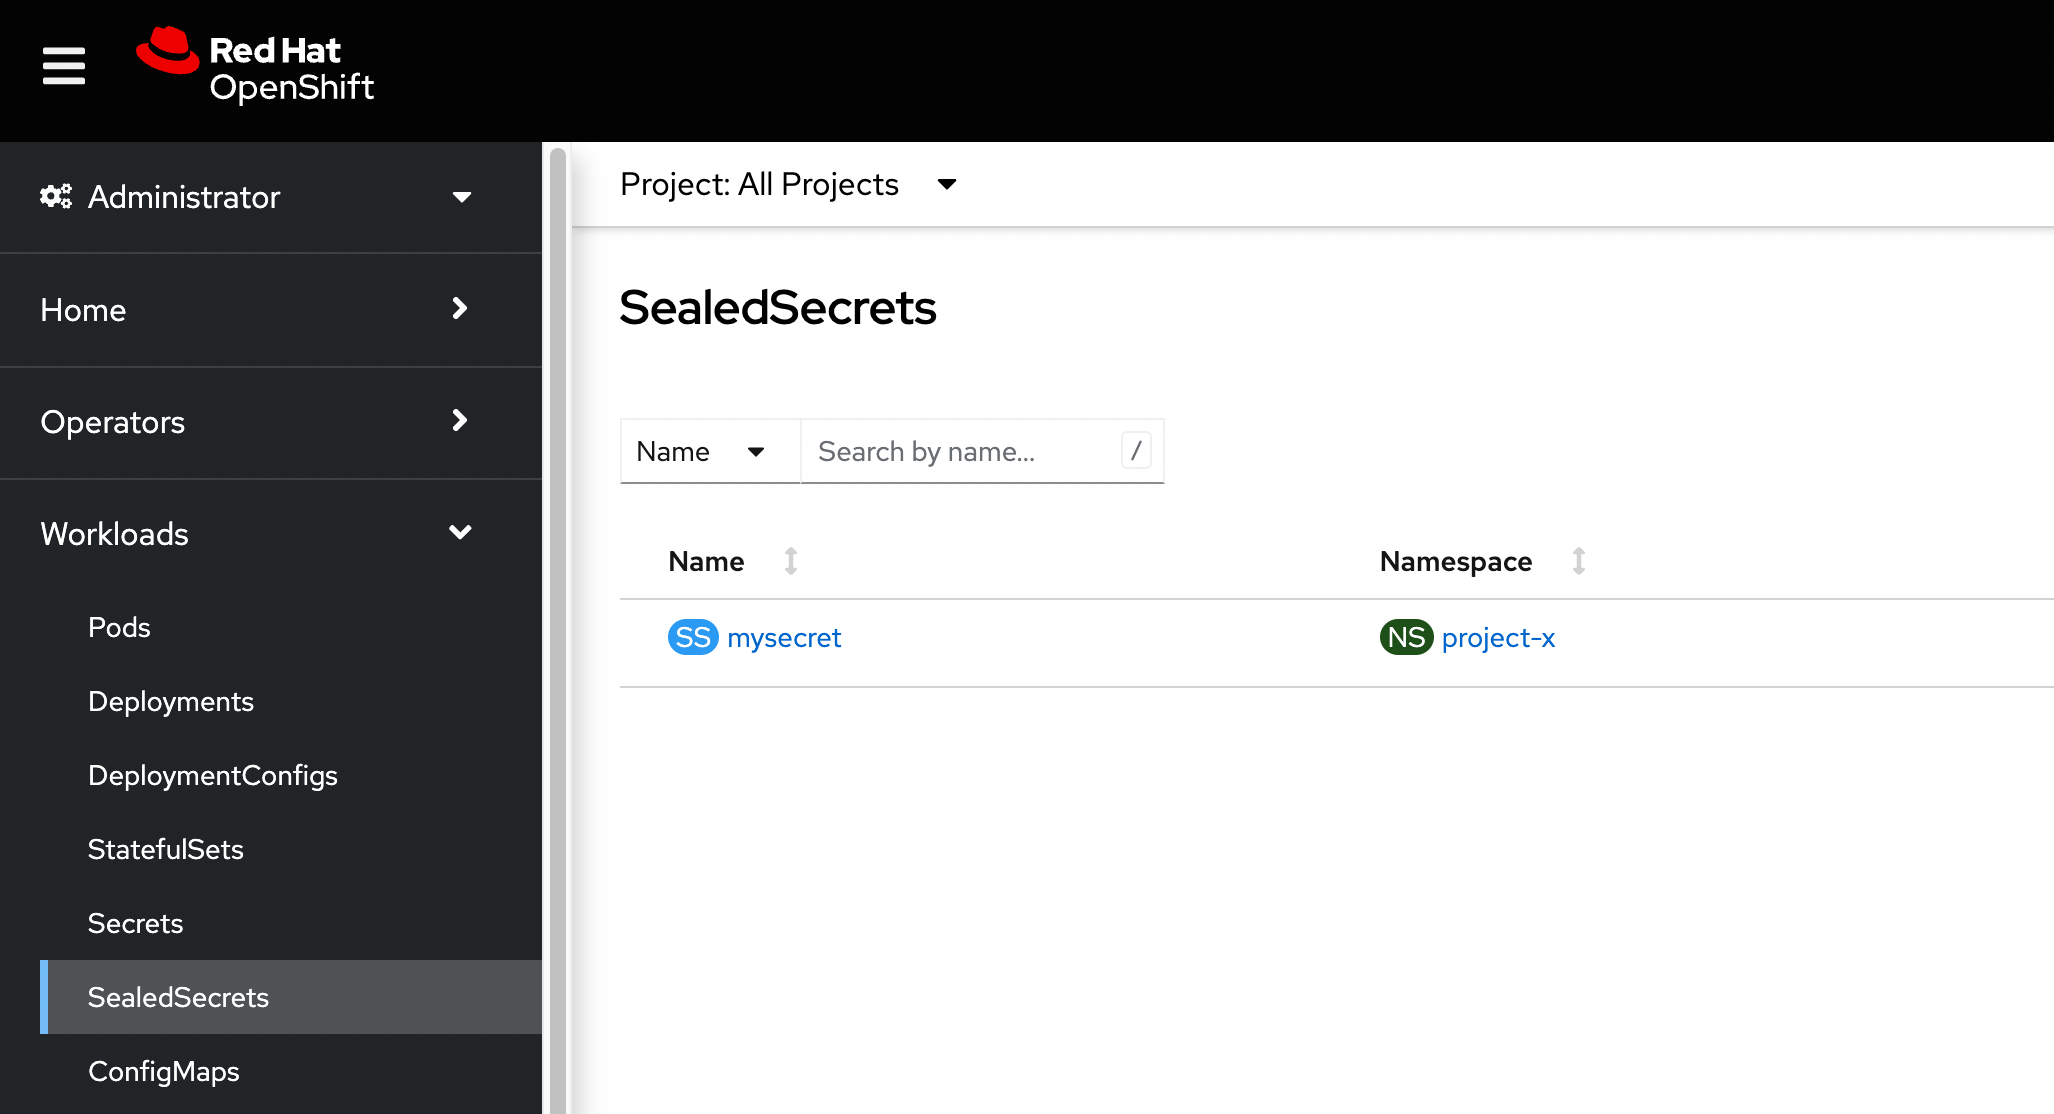 Red Hat
OpenShift
Administrator
Home
Operators
Workloads
Pods
Deployments
DeploymentConfigs
StatefulSets
Secrets
SealedSecrets
ConfigMaps
Project: All Projects
SealedSecrets
Name Search by name... /
Name Namespace
SS mysecret NS project-x